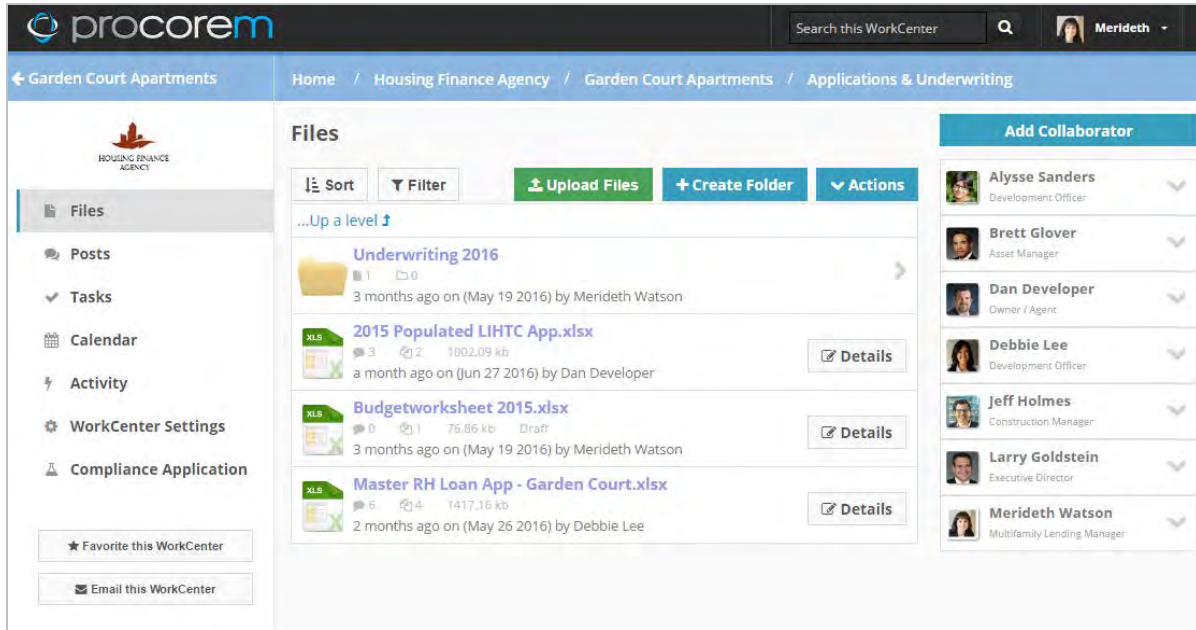 procorem
Search this WorkCenter
Merideth
Garden Court Apartments
Home / Housing Finance Agency / Garden Court Apartments / Applications & Underwriting
HOUSING FINANCE
AGENCY
Files
Posts
Tasks
Calendar
Activity
WorkCenter Settings
Compliance Application
Favorite this WorkCenter
Email this WorkCenter
Files
Sort
Filter
Upload Files
+Create Folder
Actions
...Up a level
Underwriting 2016
1 0
3 months ago on (May 19 2016) by Merideth Watson
XLS
2015 Populated LIHTC App.xlsx
3 2 1002.09 kb
a month ago on (Jun 27 2016) by Dan Developer
Details
XLS
Budgetworksheet 2015.xlsx
0 1 76.86 kb Draft
3 months ago on (May 19 2016) by Merideth Watson
Details
XLS
Master RH Loan App - Garden Court.xlsx
6 4 1417.16 kb
2 months ago on (May 26 2016) by Debbie Lee
Details
Add Collaborator
Alysse Sanders
Development Officer
Brett Glover
Asset Manager
Dan Developer
Owner / Agent
Debbie Lee
Development Officer
Jeff Holmes
Construction Manager
Larry Goldstein
Executive Director
Merideth Watson
Multifamily Lending Manager